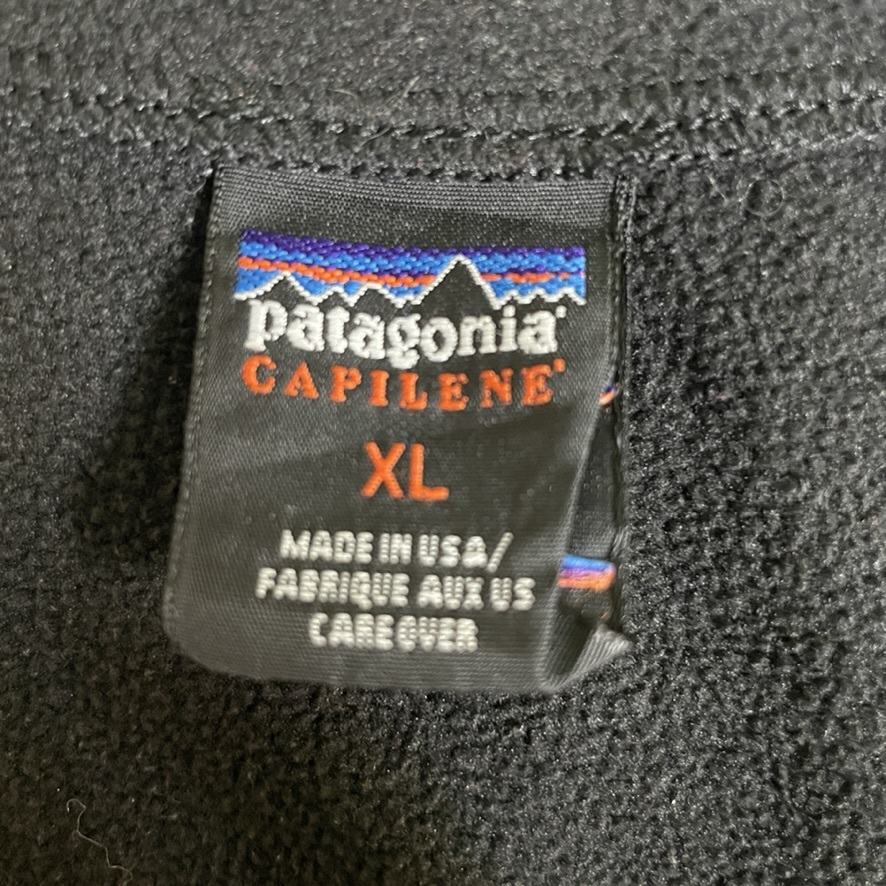 patagonia®
CAPILENE®
XL
MADE IN USA/
FABRIQUE AUX US
CARE OVER